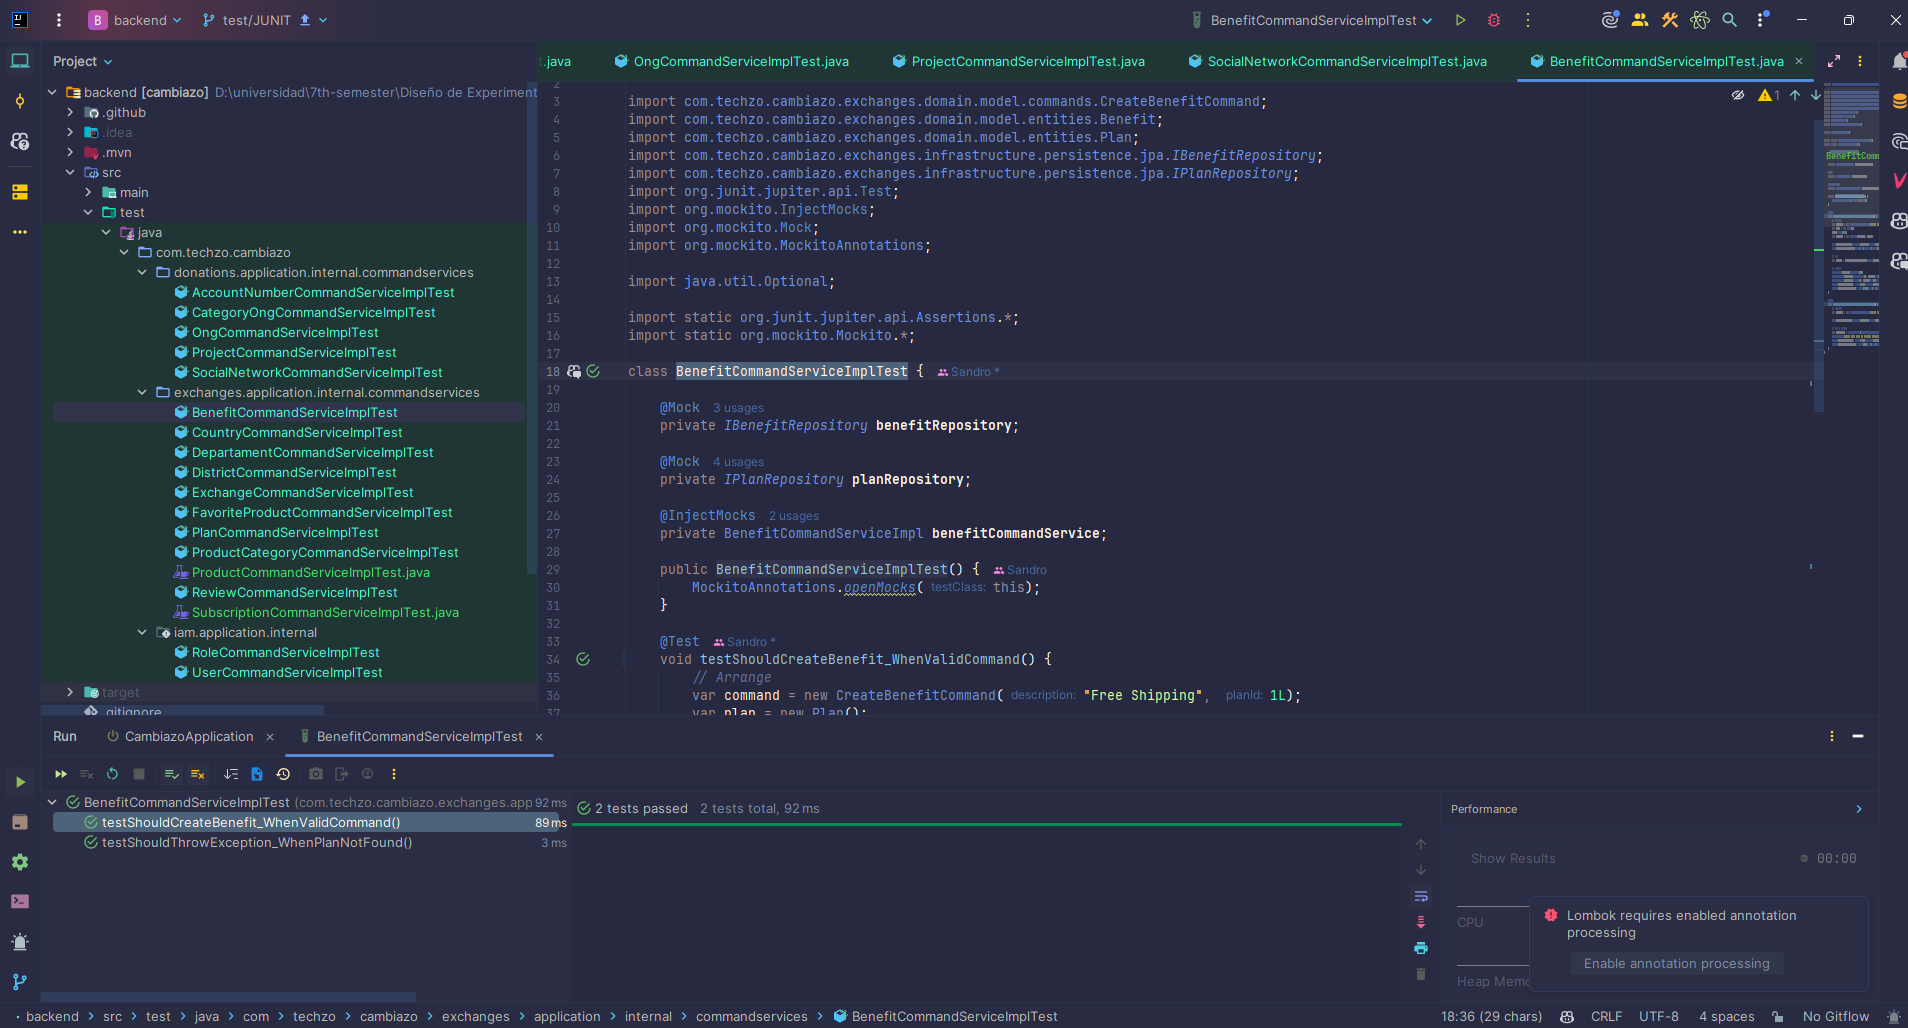 backend
test/JUNIT
BenefitCommandServiceImplTest
Project
.java
OngCommandServiceImplTest.java
ProjectCommandServiceImplTest.java
SocialNetworkCommandServiceImplTest.java
BenefitCommandServiceImplTest.java
backend [cambiazo] D:\universidad\7th-semester\Diseño de Experiment
.github
.idea
.mvn
src
main
test
java
com.techzo.cambiazo
donations.application.internal.commandservices
AccountNumberCommandServiceImplTest
CategoryOngCommandServiceImplTest
OngCommandServiceImplTest
ProjectCommandServiceImplTest
SocialNetworkCommandServiceImplTest
exchanges.application.internal.commandservices
BenefitCommandServiceImplTest
CountryCommandServiceImplTest
DepartamentCommandServiceImplTest
DistrictCommandServiceImplTest
ExchangeCommandServiceImplTest
FavoriteProductCommandServiceImplTest
PlanCommandServiceImplTest
ProductCategoryCommandServiceImplTest
ProductCommandServiceImplTest.java
ReviewCommandServiceImplTest
SubscriptionCommandServiceImplTest.java
iam.application.internal
RoleCommandServiceImplTest
UserCommandServiceImplTest
target
.gitignore
2
3 import com.techzo.cambiazo.exchanges.domain.model.commands.CreateBenefitCommand;
4 import com.techzo.cambiazo.exchanges.domain.model.entities.Benefit;
5 import com.techzo.cambiazo.exchanges.domain.model.entities.Plan;
6 import com.techzo.cambiazo.exchanges.infrastructure.persistence.jpa.IBenefitRepository;
7 import com.techzo.cambiazo.exchanges.infrastructure.persistence.jpa.IPlanRepository;
8 import org.junit.jupiter.api.Test;
9 import org.mockito.InjectMocks;
10 import org.mockito.Mock;
11 import org.mockito.MockitoAnnotations;
12
13 import java.util.Optional;
14
15 import static org.junit.jupiter.api.Assertions.*;
16 import static org.mockito.Mockito.*;
17
18 class BenefitCommandServiceImplTest { Sandro *
19
20 @Mock 3 usages
21 private IBenefitRepository benefitRepository;
22
23 @Mock 4 usages
24 private IPlanRepository planRepository;
25
26 @InjectMocks 2 usages
27 private BenefitCommandServiceImpl benefitCommandService;
28
29 public BenefitCommandServiceImplTest() { Sandro
30 MockitoAnnotations.openMocks( testClass: this);
31 }
32
33 @Test Sandro *
34 void testShouldCreateBenefit_WhenValidCommand() {
35 // Arrange
36 var command = new CreateBenefitCommand( description: "Free Shipping", planId: 1L);
37 var plan = new Plan();
1
BenefitComm
Run
CambiazoApplication
BenefitCommandServiceImplTest
BenefitCommandServiceImplTest (com.techzo.cambiazo.exchanges.app 92 ms
testShouldCreateBenefit_WhenValidCommand() 89 ms
testShouldThrowException_WhenPlanNotFound() 3 ms
2 tests passed 2 tests total, 92 ms
Performance
Show Results
00:00
CPU
Heap Memo
Lombok requires enabled annotation
processing
Enable annotation processing
backend > src > test > java > com > techzo > cambiazo > exchanges > application > internal > commandservices > BenefitCommandServiceImplTest
18:36 (29 chars) CRLF UTF-8 4 spaces No Gitflow